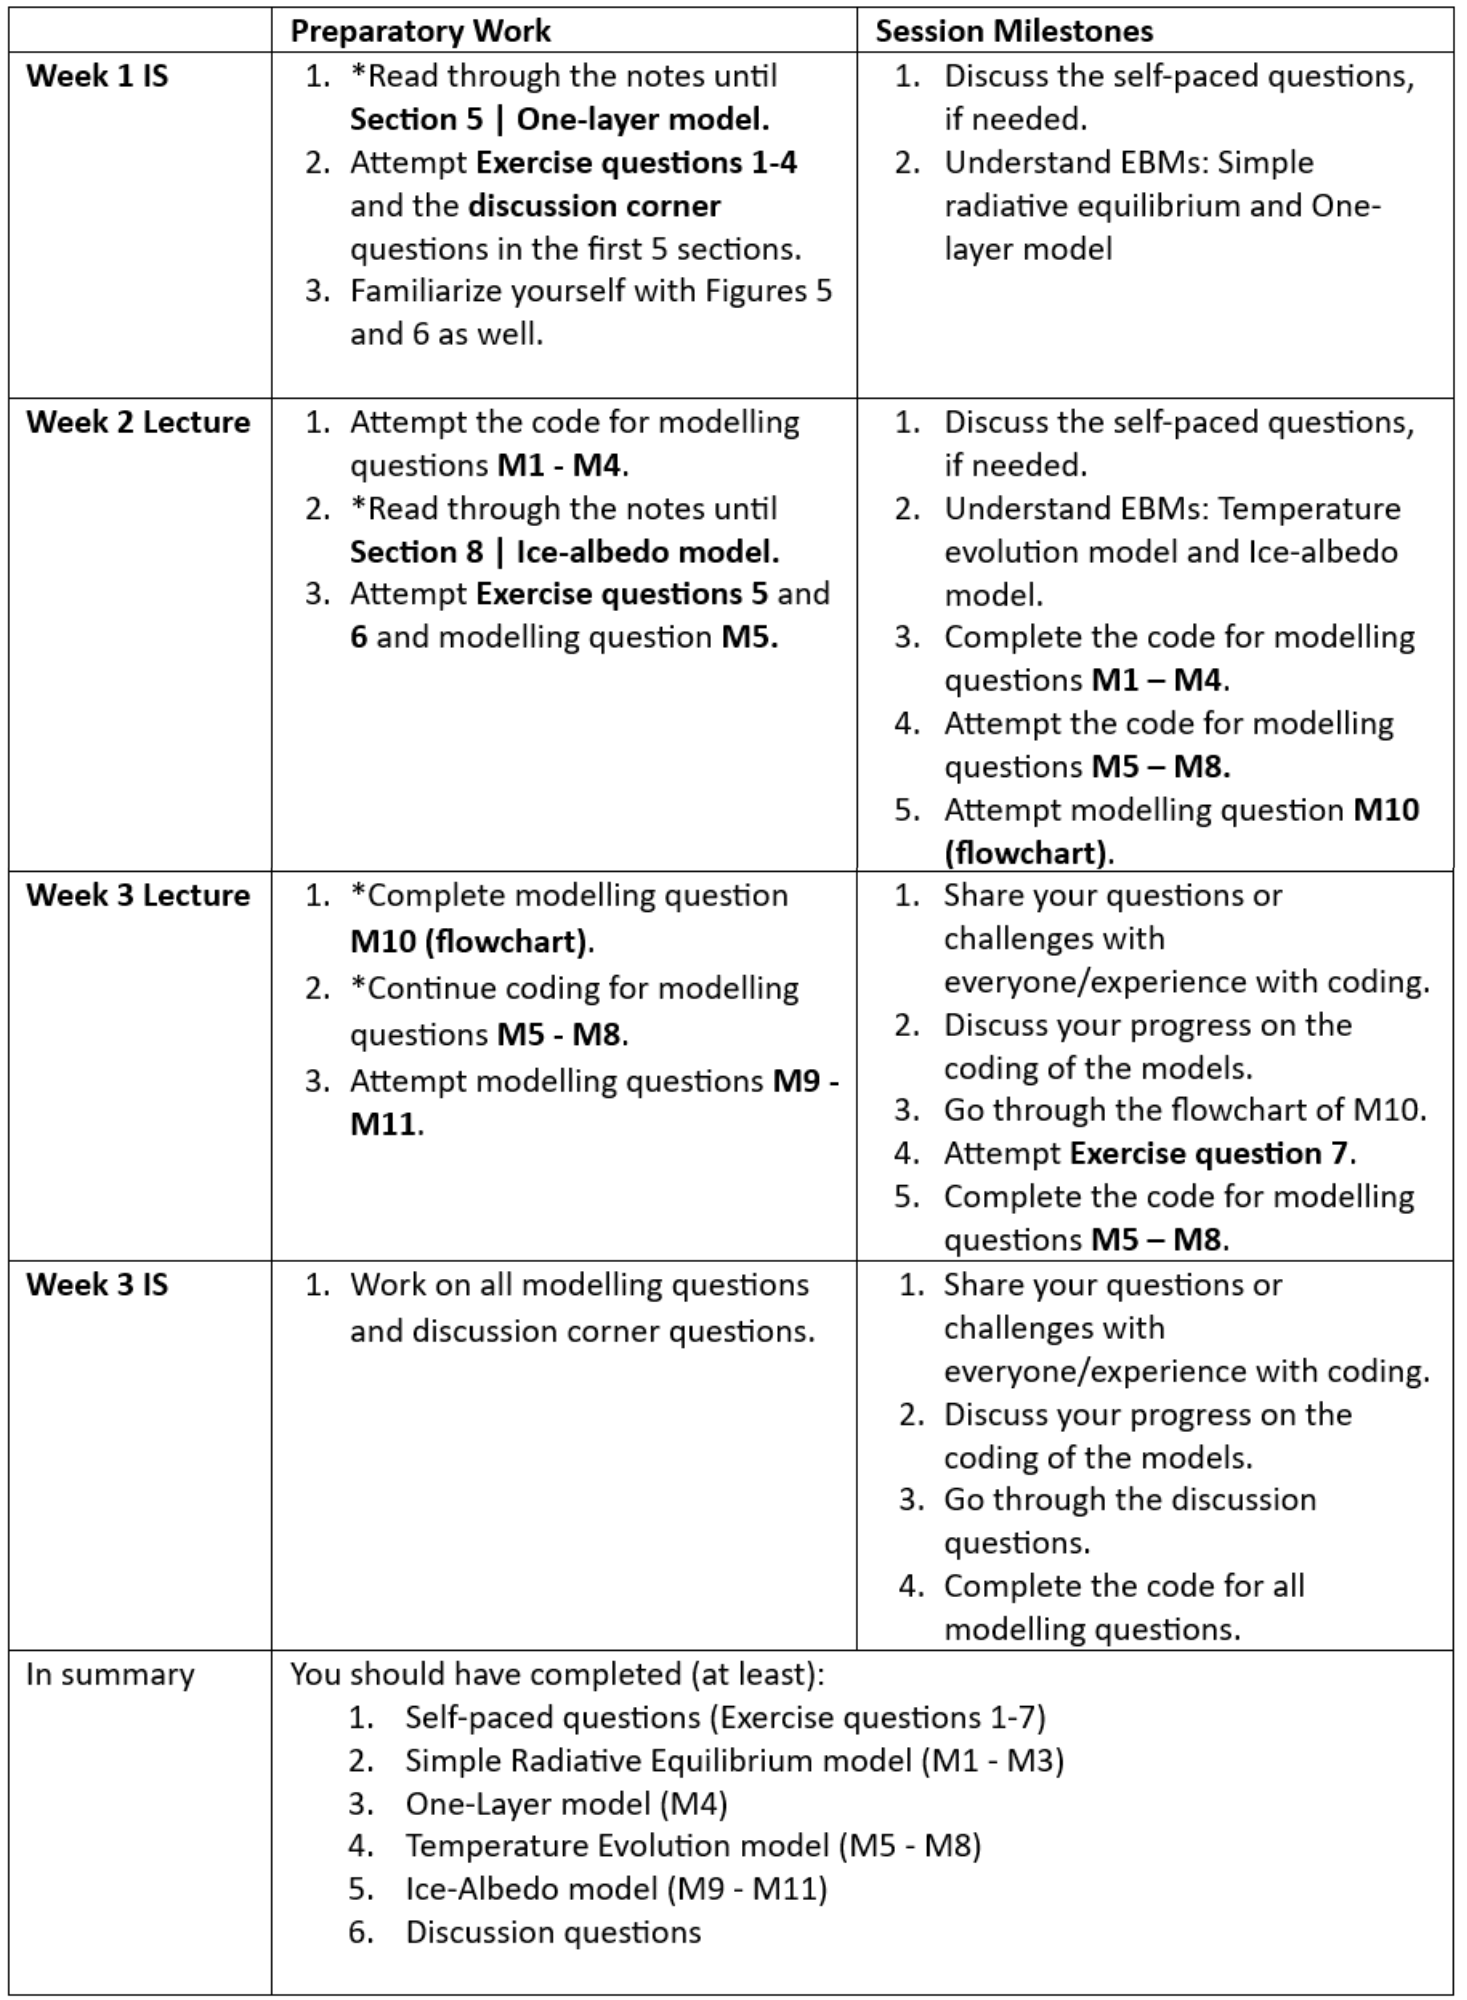 Preparatory Work
Session Milestones
Week 1 IS
1. *Read through the notes until
Section 5 | One-layer model.
2. Attempt Exercise questions 1-4
and the discussion corner
questions in the first 5 sections.
3. Familiarize yourself with Figures 5
and 6 as well.
1. Discuss the self-paced questions,
if needed.
2. Understand EBMs: Simple
radiative equilibrium and One-
layer model
Week 2 Lecture
1. Attempt the code for modelling
questions M1 - M4.
2. *Read through the notes until
Section 8 | Ice-albedo model.
3. Attempt Exercise questions 5 and
6 and modelling question M5.
1. Discuss the self-paced questions,
if needed.
2. Understand EBMs: Temperature
evolution model and Ice-albedo
model.
3. Complete the code for modelling
questions M1 – M4.
4. Attempt the code for modelling
questions M5 – M8.
5. Attempt modelling question M10
(flowchart).
Week 3 Lecture
1. *Complete modelling question
M10 (flowchart).
2. *Continue coding for modelling
questions M5 - M8.
3. Attempt modelling questions M9 -
M11.
1. Share your questions or
challenges with
everyone/experience with coding.
2. Discuss your progress on the
coding of the models.
3. Go through the flowchart of M10.
4. Attempt Exercise question 7.
5. Complete the code for modelling
questions M5 – M8.
Week 3 IS
1. Work on all modelling questions
and discussion corner questions.
1. Share your questions or
challenges with
everyone/experience with coding.
2. Discuss your progress on the
coding of the models.
3. Go through the discussion
questions.
4. Complete the code for all
modelling questions.
In summary
You should have completed (at least):
1. Self-paced questions (Exercise questions 1-7)
2. Simple Radiative Equilibrium model (M1 - M3)
3. One-Layer model (M4)
4. Temperature Evolution model (M5 - M8)
5. Ice-Albedo model (M9 - M11)
6. Discussion questions